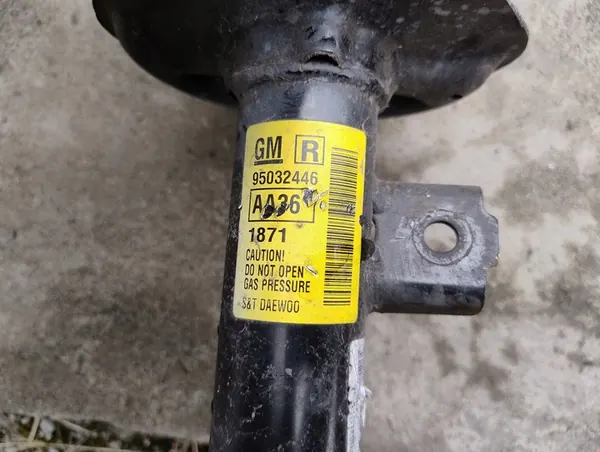 GM R
95032446
AA36
1871
CAUTION!
DO NOT OPEN
GAS PRESSURE
S&T DAEWOO